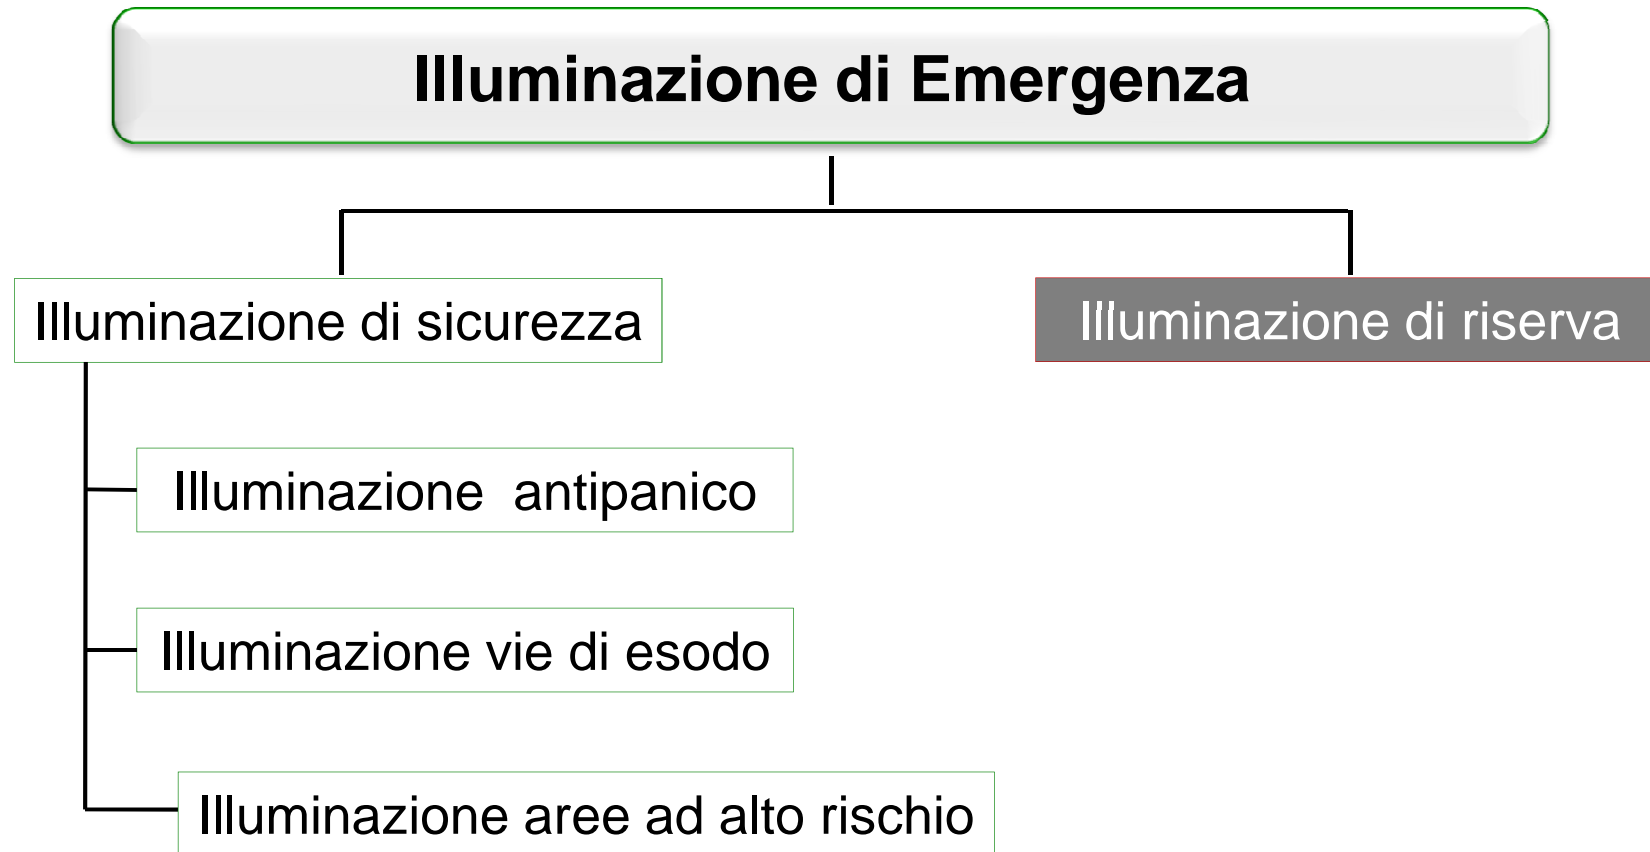 Illuminazione di Emergenza
Illuminazione di sicurezza
Illuminazione di riserva
Illuminazione antipanico
Illuminazione vie di esodo
Illuminazione aree ad alto rischio